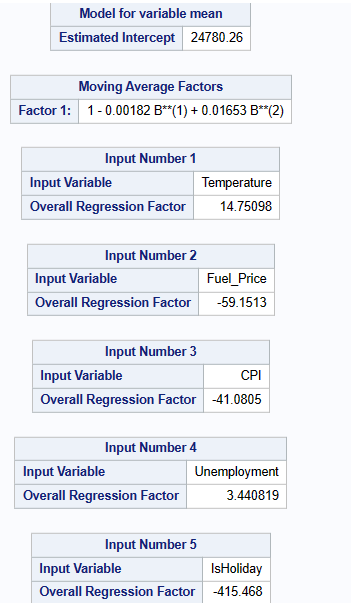 Model for variable mean
Estimated Intercept 24780.26
Moving Average Factors
Factor 1: 1 - 0.00182 B**(1) + 0.01653 B**(2)
Input Number 1
Input Variable Temperature
Overall Regression Factor 14.75098
Input Number 2
Input Variable Fuel_Price
Overall Regression Factor -59.1513
Input Number 3
Input Variable CPI
Overall Regression Factor -41.0805
Input Number 4
Input Variable Unemployment
Overall Regression Factor 3.440819
Input Number 5
Input Variable IsHoliday
Overall Regression Factor -415.468